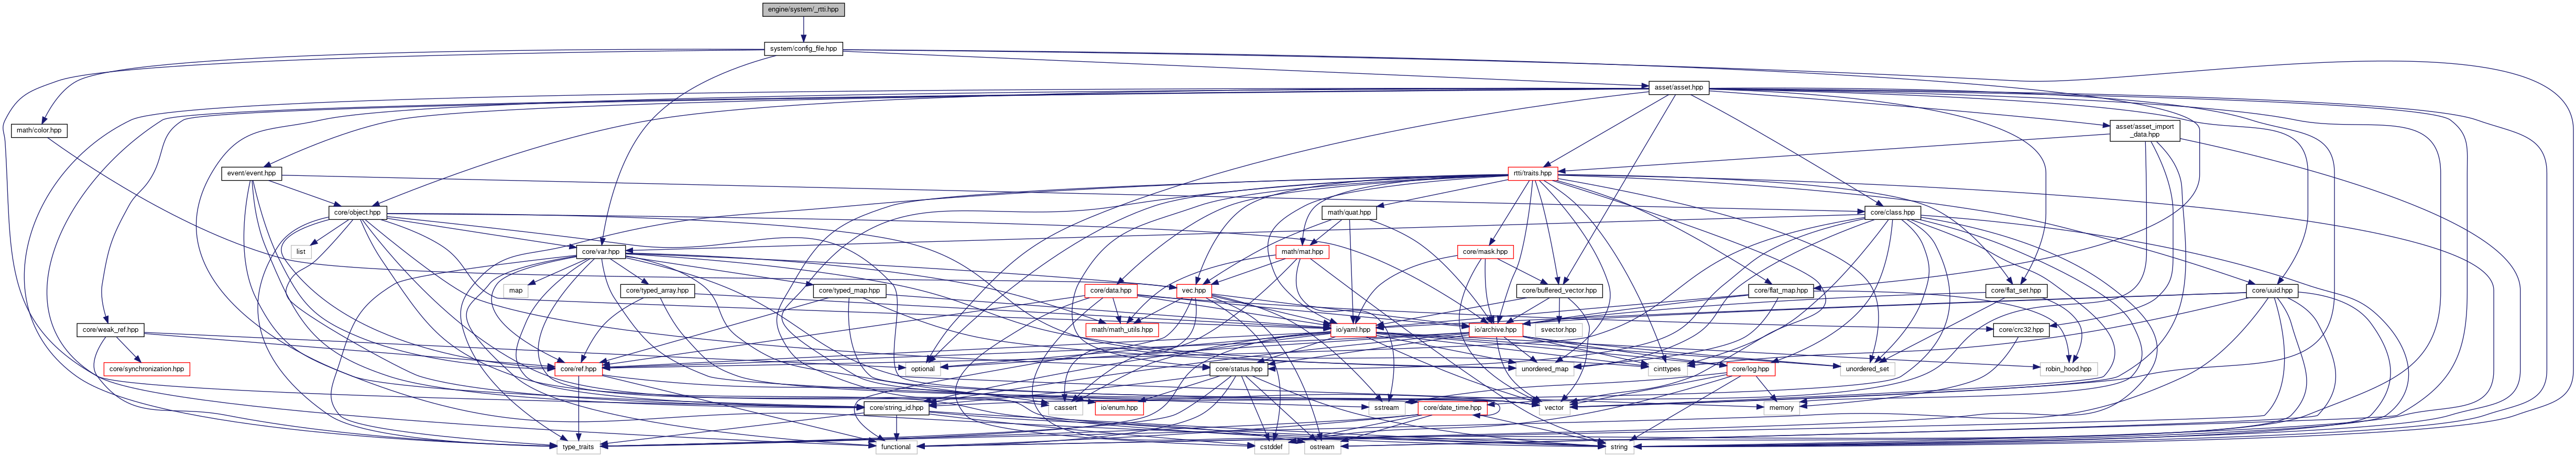 engine/system/_rtti.hpp
system/config_file.hpp
asset/asset.hpp
math/color.hpp
asset/asset_import
_data.hpp
event/event.hpp
rtti/traits.hpp
core/object.hpp
math/quat.hpp
core/class.hpp
list
core/var.hpp
math/mat.hpp
core/mask.hpp
map
core/typed_array.hpp
core/typed_map.hpp
core/data.hpp
vec.hpp
core/buffered_vector.hpp
core/flat_map.hpp
core/flat_set.hpp
core/uuid.hpp
core/weak_ref.hpp
math/math_utils.hpp
io/yaml.hpp
io/archive.hpp
svector.hpp
core/crc32.hpp
core/synchronization.hpp
core/ref.hpp
optional
core/status.hpp
unordered_map
cinttypes
core/log.hpp
unordered_set
robin_hood.hpp
core/string_id.hpp
cassert
io/enum.hpp
sstream
core/date_time.hpp
vector
memory
type_traits
functional
cstddef
ostream
string